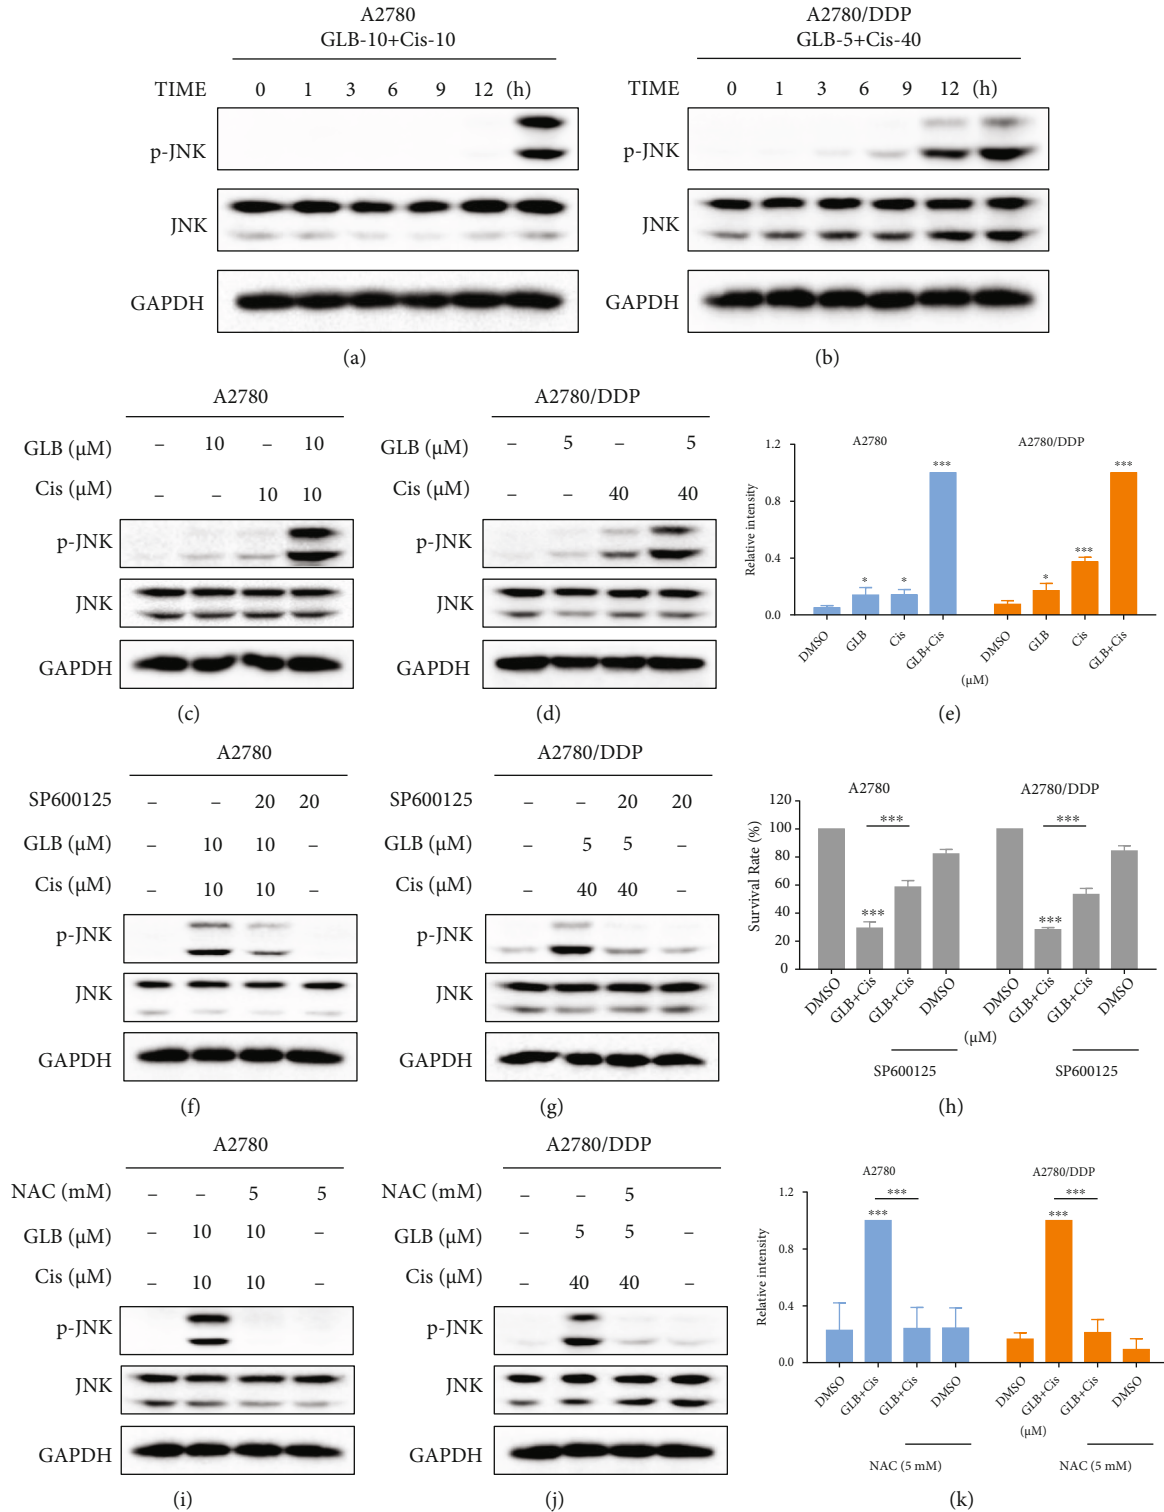 A2780
GLB-10+Cis-10
TIME 0 1 3 6 9 12 (h)
p-JNK
JNK
GAPDH
(a)
A2780/DDP
GLB-5+Cis-40
TIME 0 1 3 6 9 12 (h)
p-JNK
JNK
GAPDH
(b)
A2780
GLB (μM) – 10 – 10
Cis (μM) – – 10 10
p-JNK
JNK
GAPDH
(c)
A2780/DDP
GLB (μM) – 5 – 5
Cis (μM) – – 40 40
p-JNK
JNK
GAPDH
(d)
A2780
A2780/DDP
Relative intensity
1.2
0.8
0.4
0.0
*
*
***
*
***
***
DMSO
GLB
Cis
GLB+Cis
DMSO
GLB
Cis
GLB+Cis
(μM)
(e)
A2780
SP600125 – – 20 20
GLB (μM) – 10 10 –
Cis (μM) – 10 10 –
p-JNK
JNK
GAPDH
(f)
A2780/DDP
SP600125 – – 20 20
GLB (μM) – 5 5 –
Cis (μM) – 40 40 –
p-JNK
JNK
GAPDH
(g)
A2780
A2780/DDP
Survival Rate (%)
120
100
80
60
40
20
0
***
***
***
***
DMSO
GLB+Cis
GLB+Cis
DMSO
DMSO
GLB+Cis
GLB+Cis
DMSO
(μM)
SP600125
SP600125
(h)
A2780
NAC (mM) – – 5 5
GLB (μM) – 10 10 –
Cis (μM) – 10 10 –
p-JNK
JNK
GAPDH
(i)
A2780/DDP
NAC (mM) – – 5
GLB (μM) – 5 5 –
Cis (μM) – 40 40 –
p-JNK
JNK
GAPDH
(j)
A2780
A2780/DDP
Relative intensity
1.2
0.8
0.4
0.0
***
***
***
***
DMSO
GLB+Cis
GLB+Cis
DMSO
DMSO
GLB+Cis
GLB+Cis
DMSO
(μM)
NAC (5 mM)
NAC (5 mM)
(k)